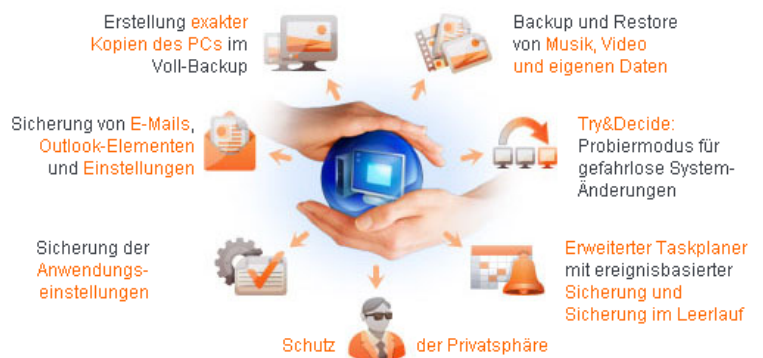 Erstellung exakter
Kopien des PCs im
Voll-Backup
Backup und Restore
von Musik, Video
und eigenen Daten
Sicherung von E-Mails,
Outlook-Elementen
und Einstellungen
Try&Decide:
Probiermodus für
gefahrlose System-
Änderungen
Sicherung der
Anwendungs-
einstellungen
Erweiterter Taskplaner
mit ereignisbasierter
Sicherung und
Sicherung im Leerlauf
Schutz der Privatsphäre